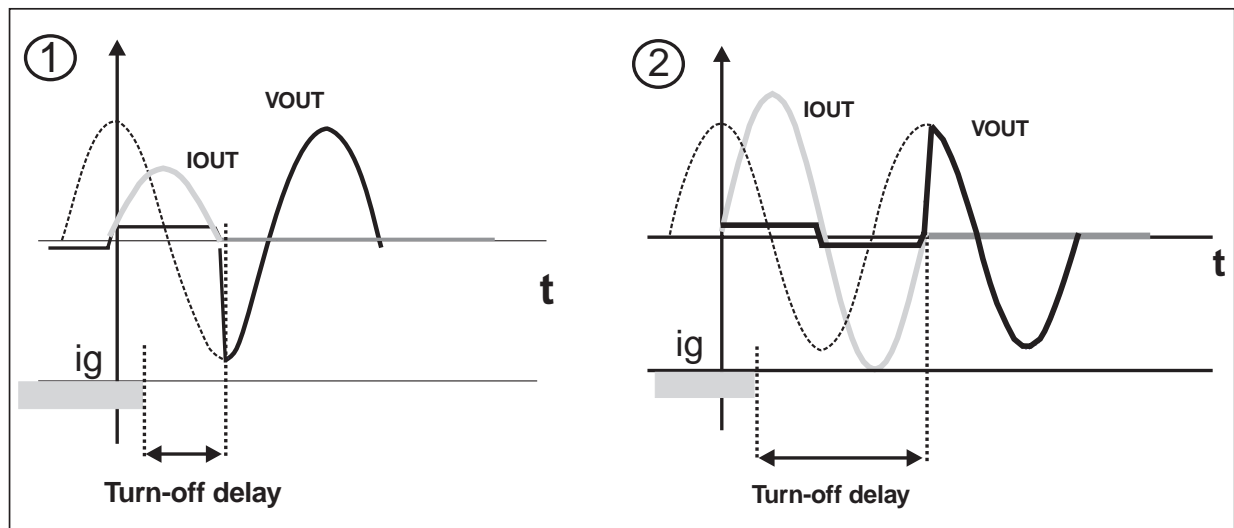 1
VOUT
IOUT
t
ig
Turn-off delay
2
IOUT
VOUT
t
ig
Turn-off delay